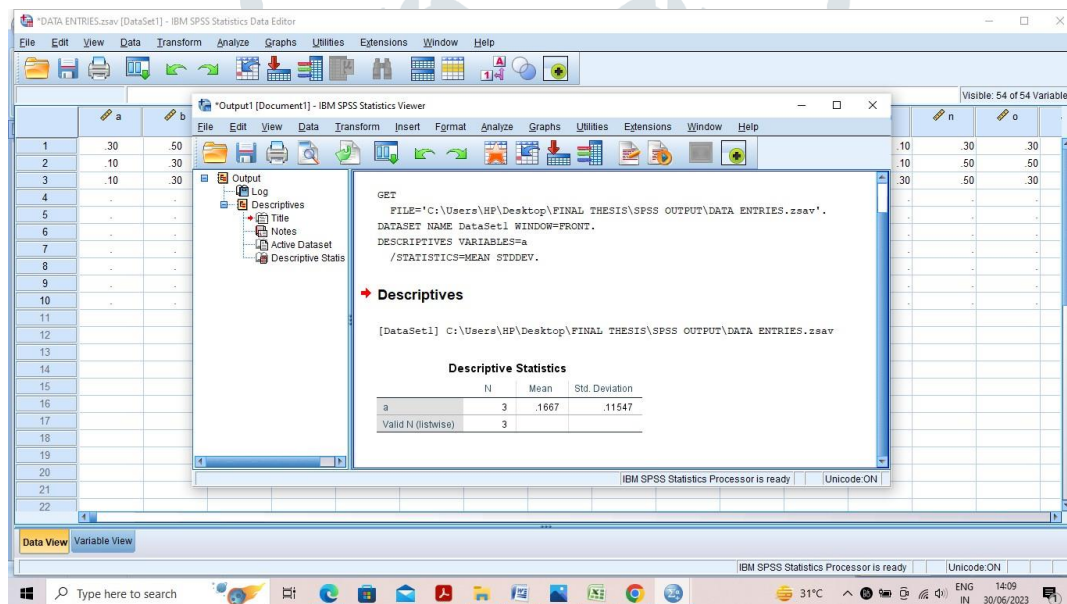 *DATA ENTRIES.zsav [DataSet1] - IBM SPSS Statistics Data Editor
File Edit View Data Transform Analyze Graphs Utilities Extensions Window Help
Visible: 54 of 54 Variable
a b n o
1 .30 .50 .10 .30 .30
2 .10 .30 .10 .50 .50
3 .10 .30 .30 .50 .30
4
5
6
7
8
9
10
11
12
13
14
15
16
17
18
19
20
21
22
*Output1 [Document1] - IBM SPSS Statistics Viewer
File Edit View Data Transform Insert Format Analyze Graphs Utilities Extensions Window Help
Output
Log
Descriptives
Title
Notes
Active Dataset
Descriptive Statis
GET
FILE='C:\Users\HP\Desktop\FINAL THESIS\SPSS OUTPUT\DATA ENTRIES.zsav'.
DATASET NAME DataSet1 WINDOW=FRONT.
DESCRIPTIVES VARIABLES=a
/STATISTICS=MEAN STDDEV.
Descriptives
[DataSet1] C:\Users\HP\Desktop\FINAL THESIS\SPSS OUTPUT\DATA ENTRIES.zsav
Descriptive Statistics
N Mean Std. Deviation
a 3 .1667 .11547
Valid N (listwise) 3
IBM SPSS Statistics Processor is ready Unicode:ON
Data View Variable View
IBM SPSS Statistics Processor is ready Unicode:ON
Type here to search
31°C
ENG
IN
14:09
30/06/2023